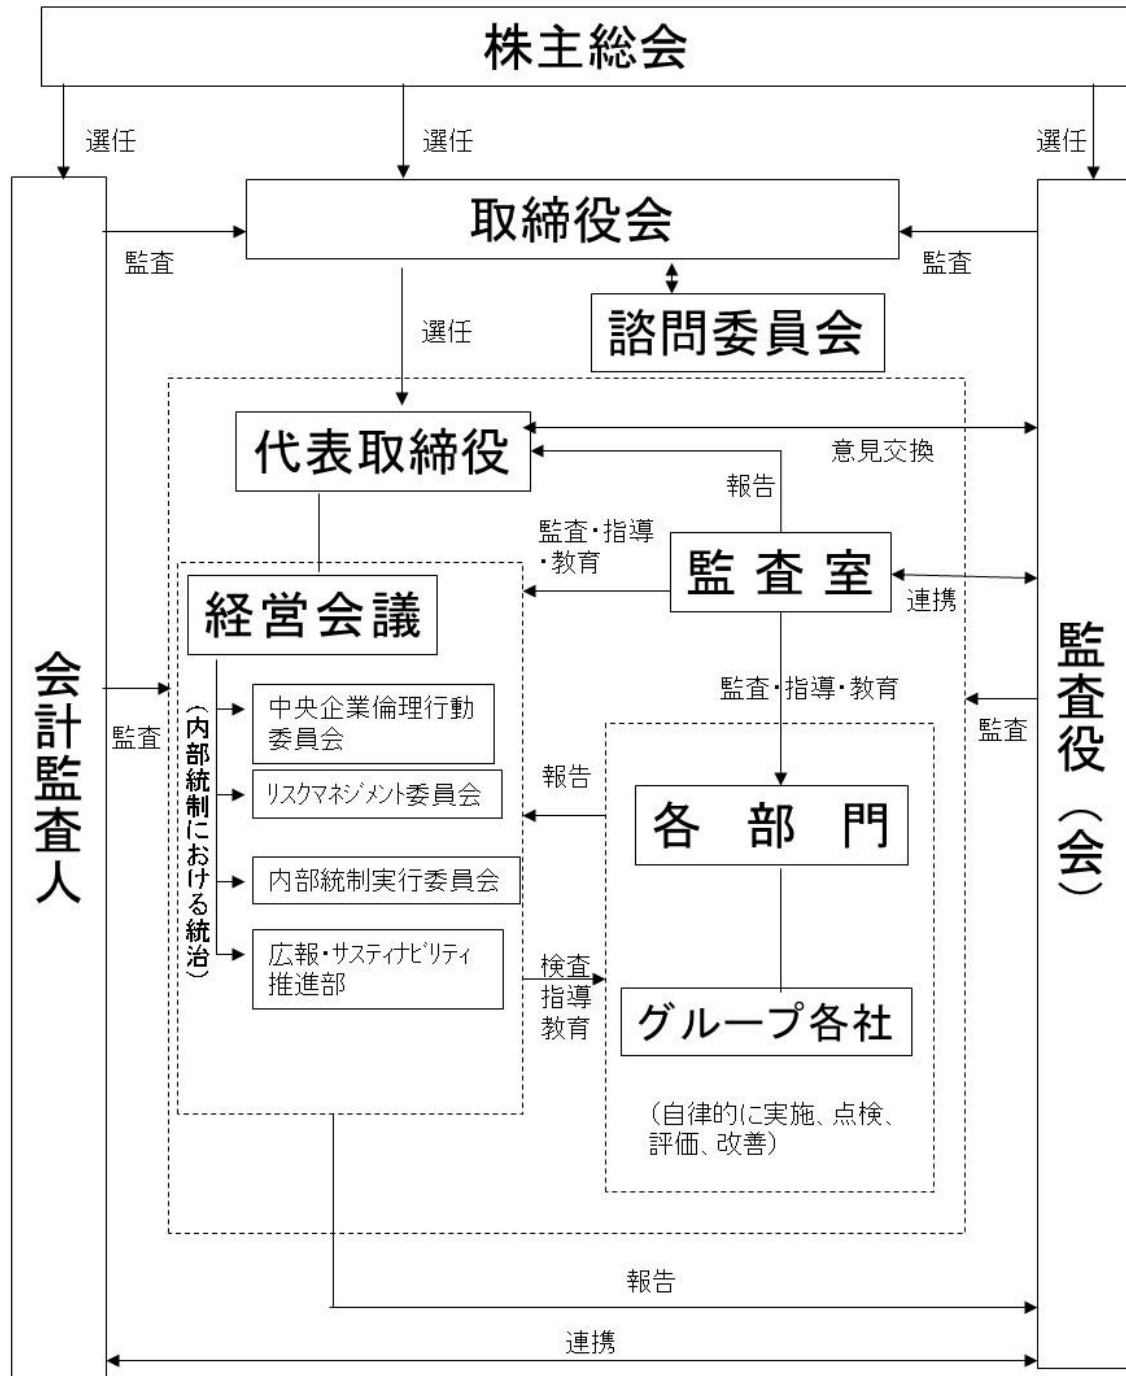 株主総会
選任
選任
選任
取締役会
監査
監査
諮問委員会
選任
代表取締役
意見交換
報告
監査・指導
・教育
監 査 室
連携
経営会議
(内部統制における統治)
監査・指導・教育
中央企業倫理行動
委員会
監査
監査
会計監査人
監査役(会)
リスクマネジメント委員会
報告
各 部 門
内部統制実行委員会
広報・サスティナビリティ
推進部
検査
指導
教育
グループ各社
(自律的に実施、点検、
評価、改善)
報告
連携